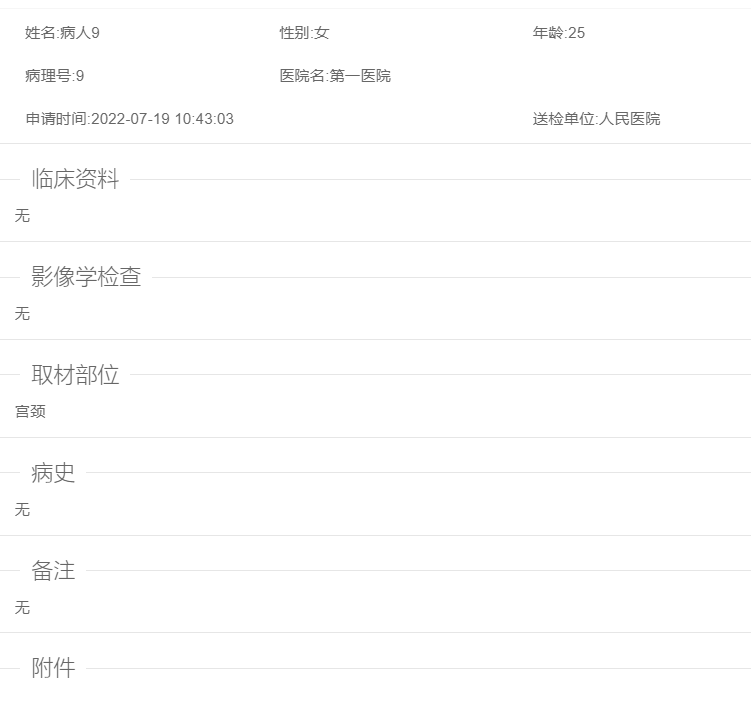 姓名:病人9 性别:女 年龄:25
病理号:9 医院名:第一医院
申请时间:2022-07-19 10:43:03 送检单位:人民医院
临床资料
无
影像学检查
无
取材部位
宫颈
病史
无
备注
无
附件